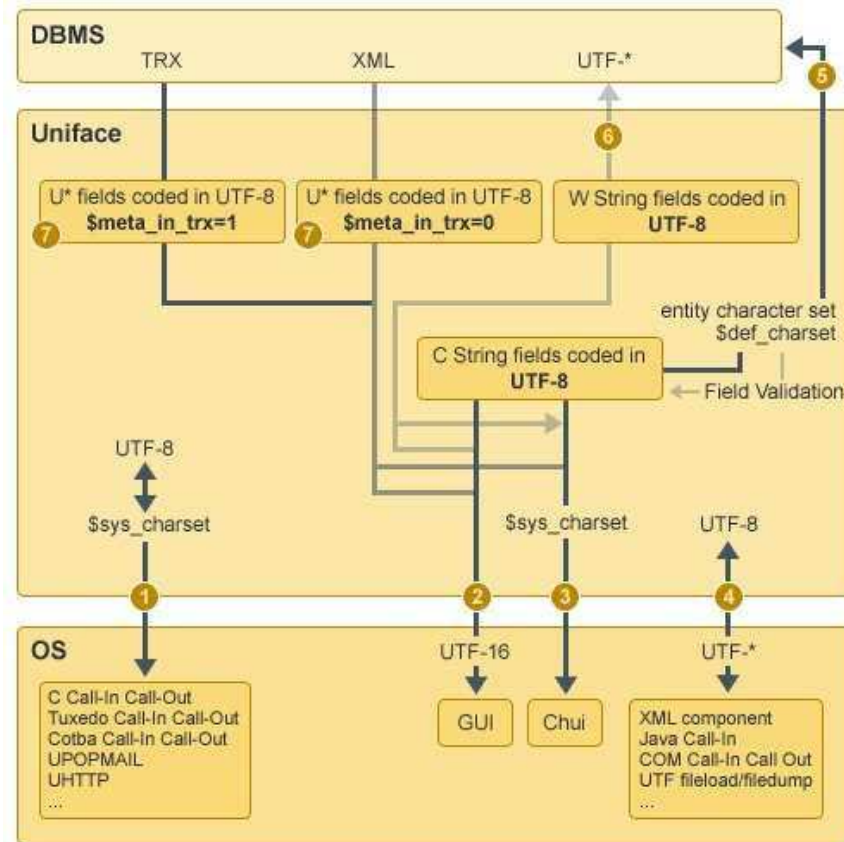 DBMS
TRX
XML
UTF-*
5
Uniface
6
U* fields coded in UTF-8
$meta_in_trx=1
7
U* fields coded in UTF-8
$meta_in_trx=0
7
W String fields coded in
UTF-8
entity character set
$def_charset
C String fields coded in
UTF-8
Field Validation
UTF-8
$sys_charset
$sys_charset
UTF-8
1
2
3
4
OS
UTF-16
UTF-*
C Call-In Call-Out
Tuxedo Call-In Call-Out
Cotba Call-In Call-Out
UPOPMAIL
UHTTP
...
GUI
Chui
XML component
Java Call-In
COM Call-In Call Out
UTF fileload/filedump
...